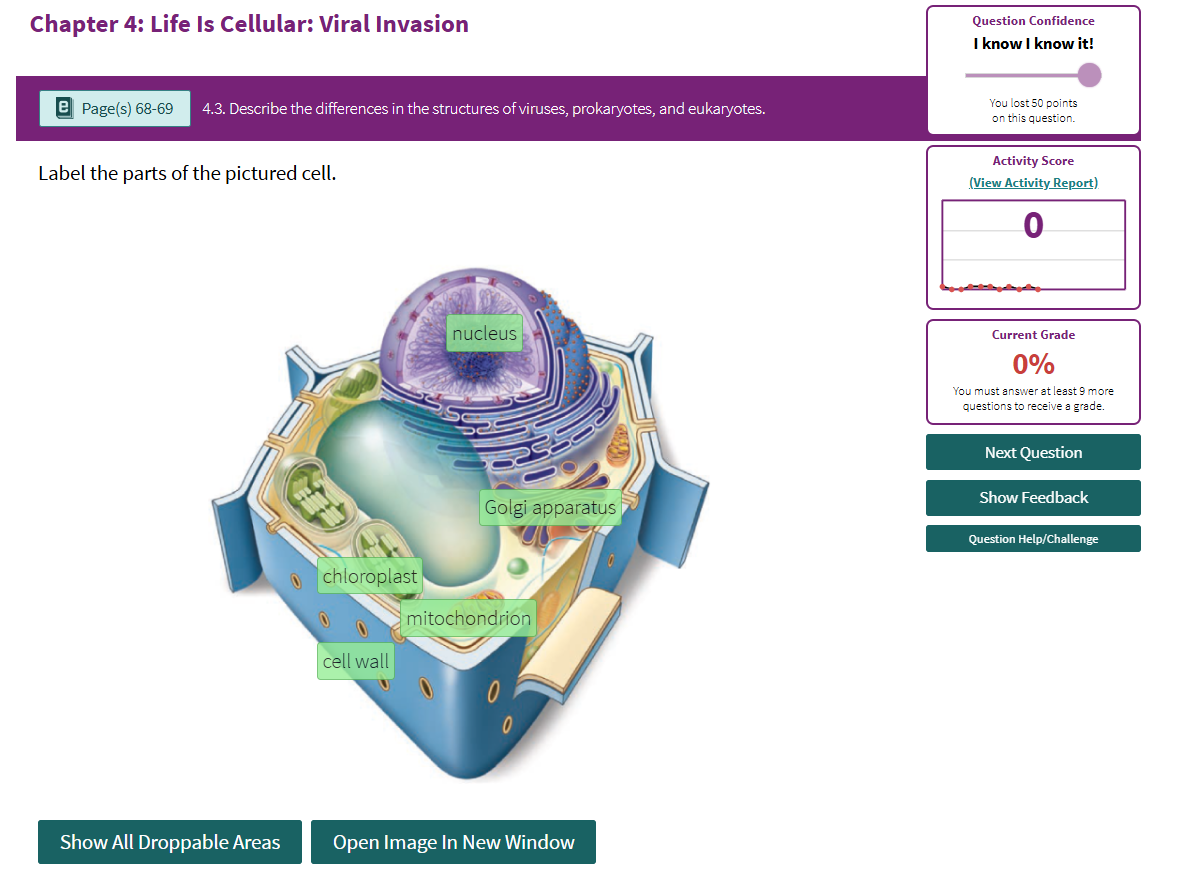 Chapter 4: Life Is Cellular: Viral Invasion
Page(s) 68-69
4.3. Describe the differences in the structures of viruses, prokaryotes, and eukaryotes.
Question Confidence
I know I know it!
You lost 50 points
on this question.
Label the parts of the pictured cell.
Activity Score
(View Activity Report)
0
Current Grade
0%
You must answer at least 9 more
questions to receive a grade.
Next Question
Show Feedback
Question Help/Challenge
nucleus
Golgi apparatus
chloroplast
mitochondrion
cell wall
Show All Droppable Areas
Open Image In New Window